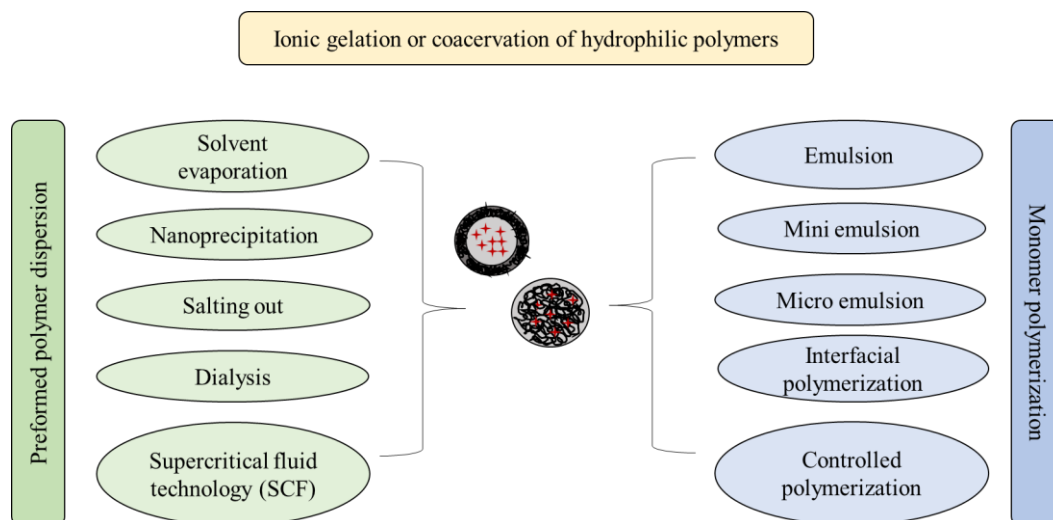 Ionic gelation or coacervation of hydrophilic polymers
Preformed polymer dispersion
Solvent
evaporation
Nanoprecipitation
Salting out
Dialysis
Supercritical fluid
technology (SCF)
Emulsion
Mini emulsion
Micro emulsion
Interfacial
polymerization
Controlled
polymerization
Monomer polymerization